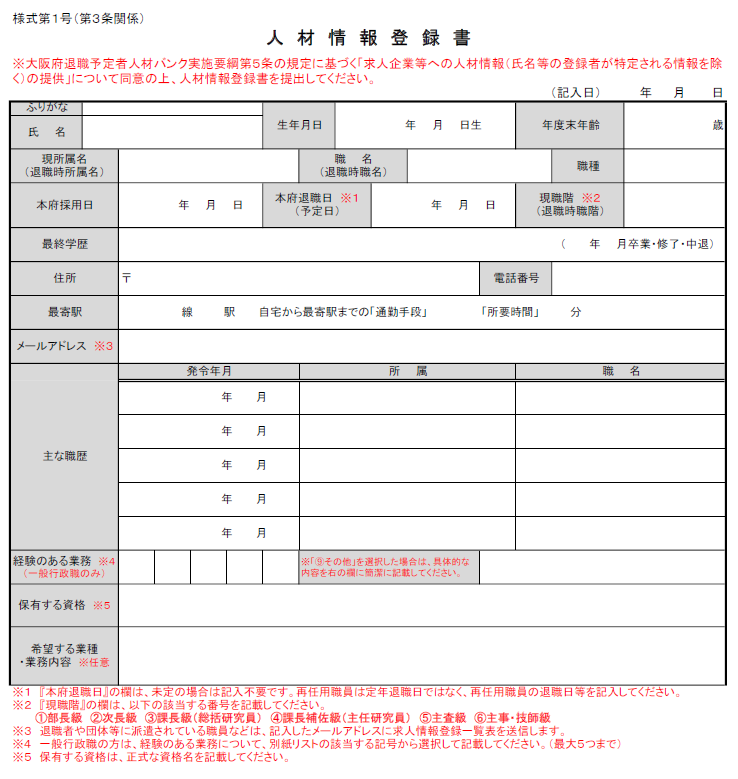 様式第1号(第3条関係)
人材情報登録書
※大阪府退職予定者人材バンク実施要綱第5条の規定に基づく「求人企業等への人材情報(氏名等の登録者が特定される情報を除
く)の提供」について同意の上、人材情報登録書を提出してください。
(記入日) 年 月 日
ふりがな
氏 名 生年月日 年 月 日生 年度末年齢 歳
現所属名 職 名 職種
(退職時所属名) (退職時職名)
本府採用日 年 月 日 本府退職日 ※1 年 月 日 現職階 ※2
(予定日) (退職時職階)
最終学歴 ( 年 月卒業・修了・中退)
住所 〒 電話番号
最寄駅 線 駅 自宅から最寄駅までの「通勤手段」 「所要時間」 分
メールアドレス ※3
発令年月 所 属 職 名
年 月
年 月
主な職歴 年 月
年 月
年 月
経験のある業務 ※4 ※「⑨その他」を選択した場合は、具体的な
(一般行政職のみ) 内容を右の欄に簡潔に記載してください。
保有する資格 ※5
希望する業種
・業務内容 ※任意
※1 『本府退職日』の欄は、未定の場合は記入不要です。再任用職員は定年退職日ではなく、再任用職員の退職日等を記入してください。
※2 『現職階』の欄は、以下の該当する番号を記載してください。
①部長級 ②次長級 ③課長級(総括研究員) ④課長補佐級(主任研究員) ⑤主査級 ⑥主事・技師級
※3 退職者や団体等に派遣されている職員などは、記入したメールアドレスに求人情報登録一覧表を送信します。
※4 一般行政職の方は、経験のある業務について、別紙リストの該当する記号から選択して記載してください。(最大5つまで)
※5 保有する資格は、正式な資格名を記載してください。